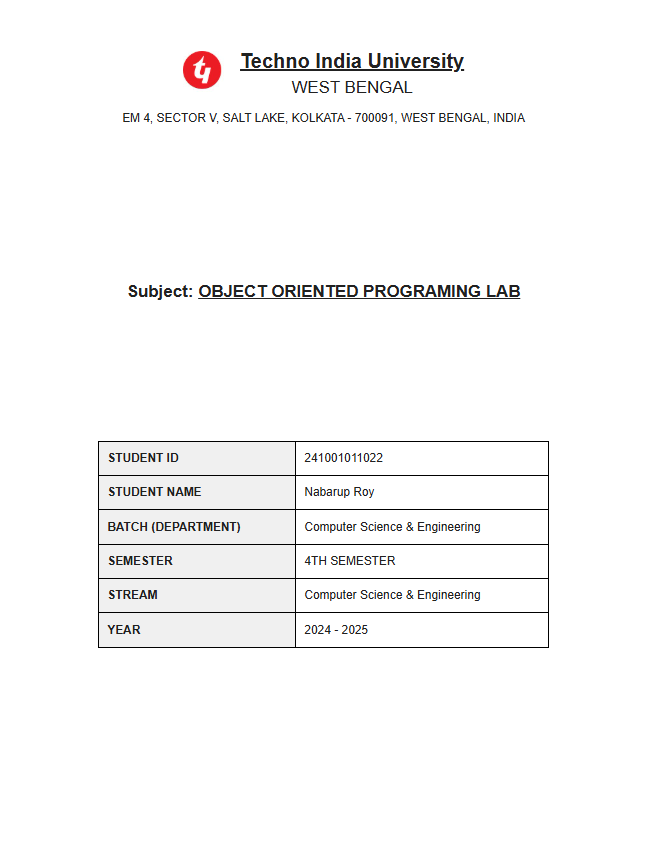 Techno India University
WEST BENGAL
EM 4, SECTOR V, SALT LAKE, KOLKATA - 700091, WEST BENGAL, INDIA
Subject: OBJECT ORIENTED PROGRAMING LAB
STUDENT ID 241001011022
STUDENT NAME Nabarup Roy
BATCH (DEPARTMENT) Computer Science & Engineering
SEMESTER 4TH SEMESTER
STREAM Computer Science & Engineering
YEAR 2024 - 2025